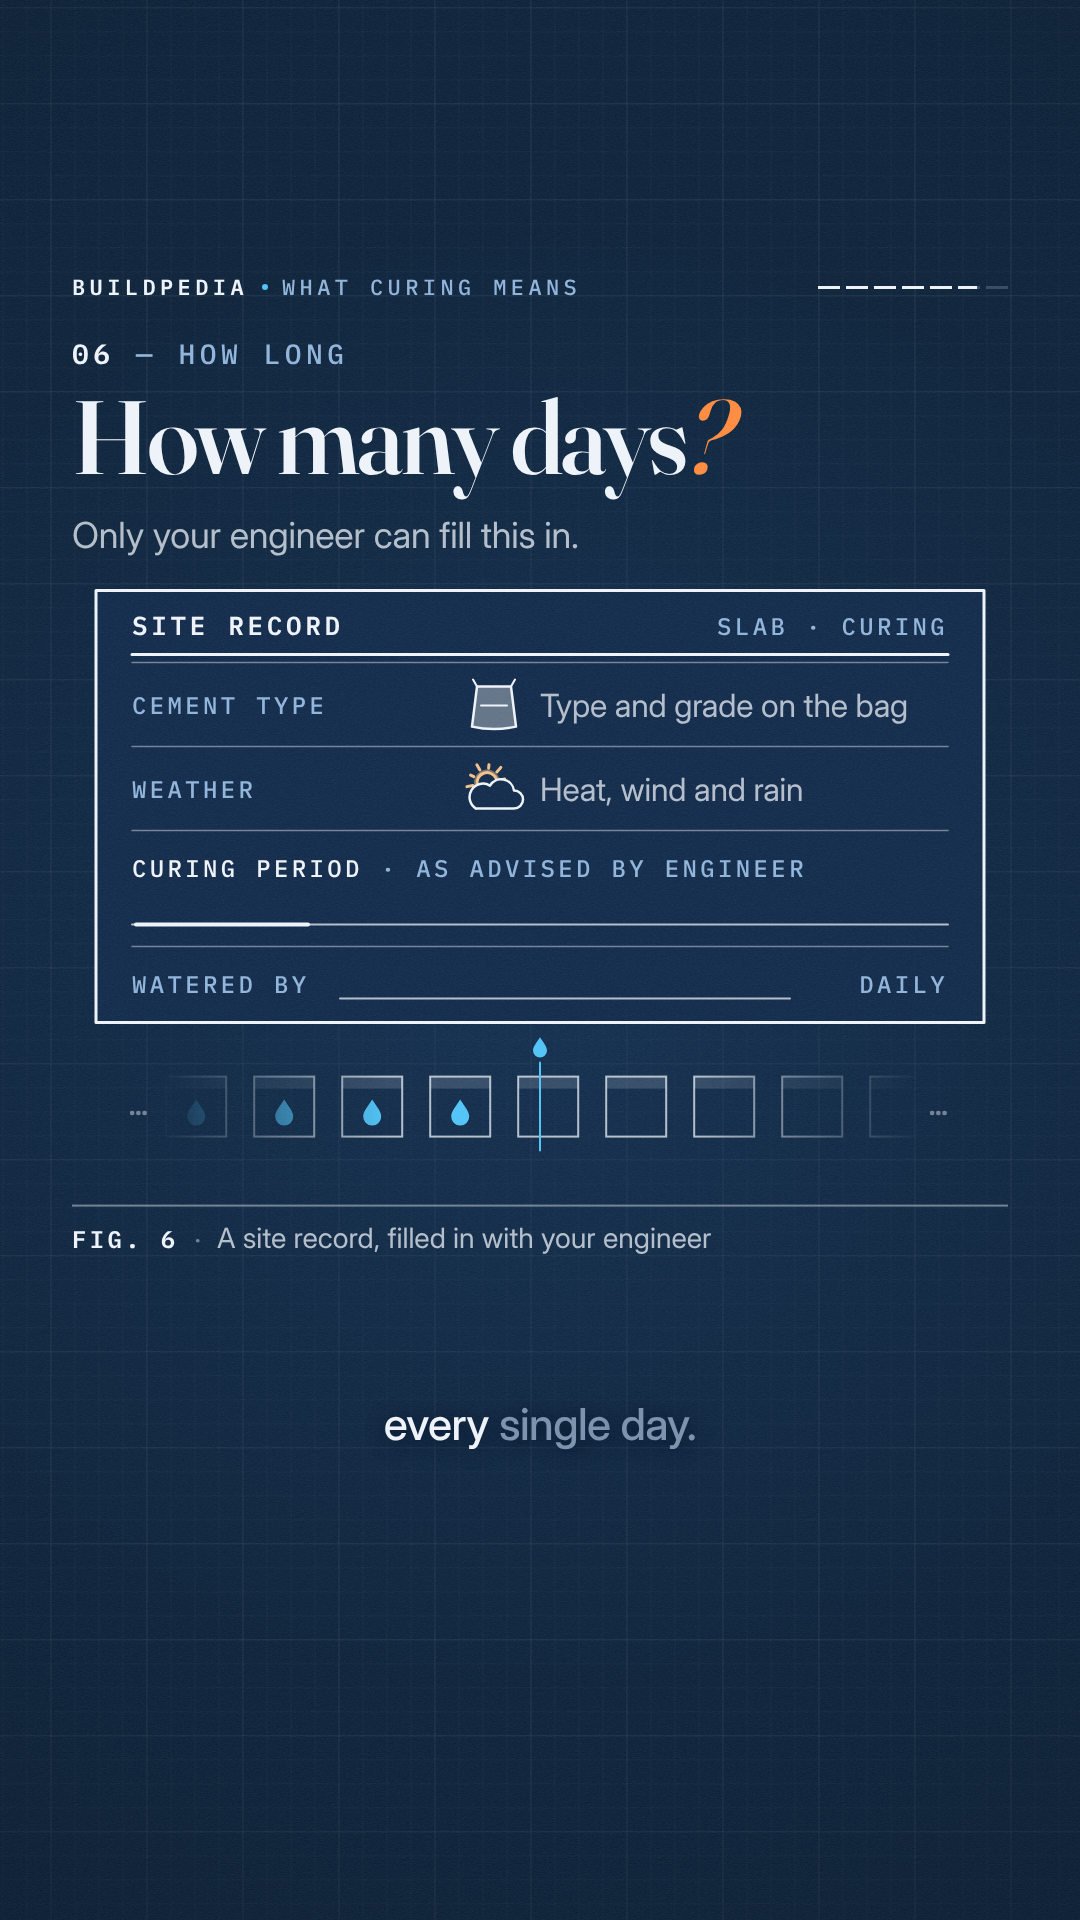 BUILDPEDIA • WHAT CURING MEANS
06 — HOW LONG
How many days?
Only your engineer can fill this in.
SITE RECORD
SLAB · CURING
CEMENT TYPE
Type and grade on the bag
WEATHER
Heat, wind and rain
CURING PERIOD · AS ADVISED BY ENGINEER
WATERED BY
DAILY
... ...
FIG. 6 · A site record, filled in with your engineer
every single day.